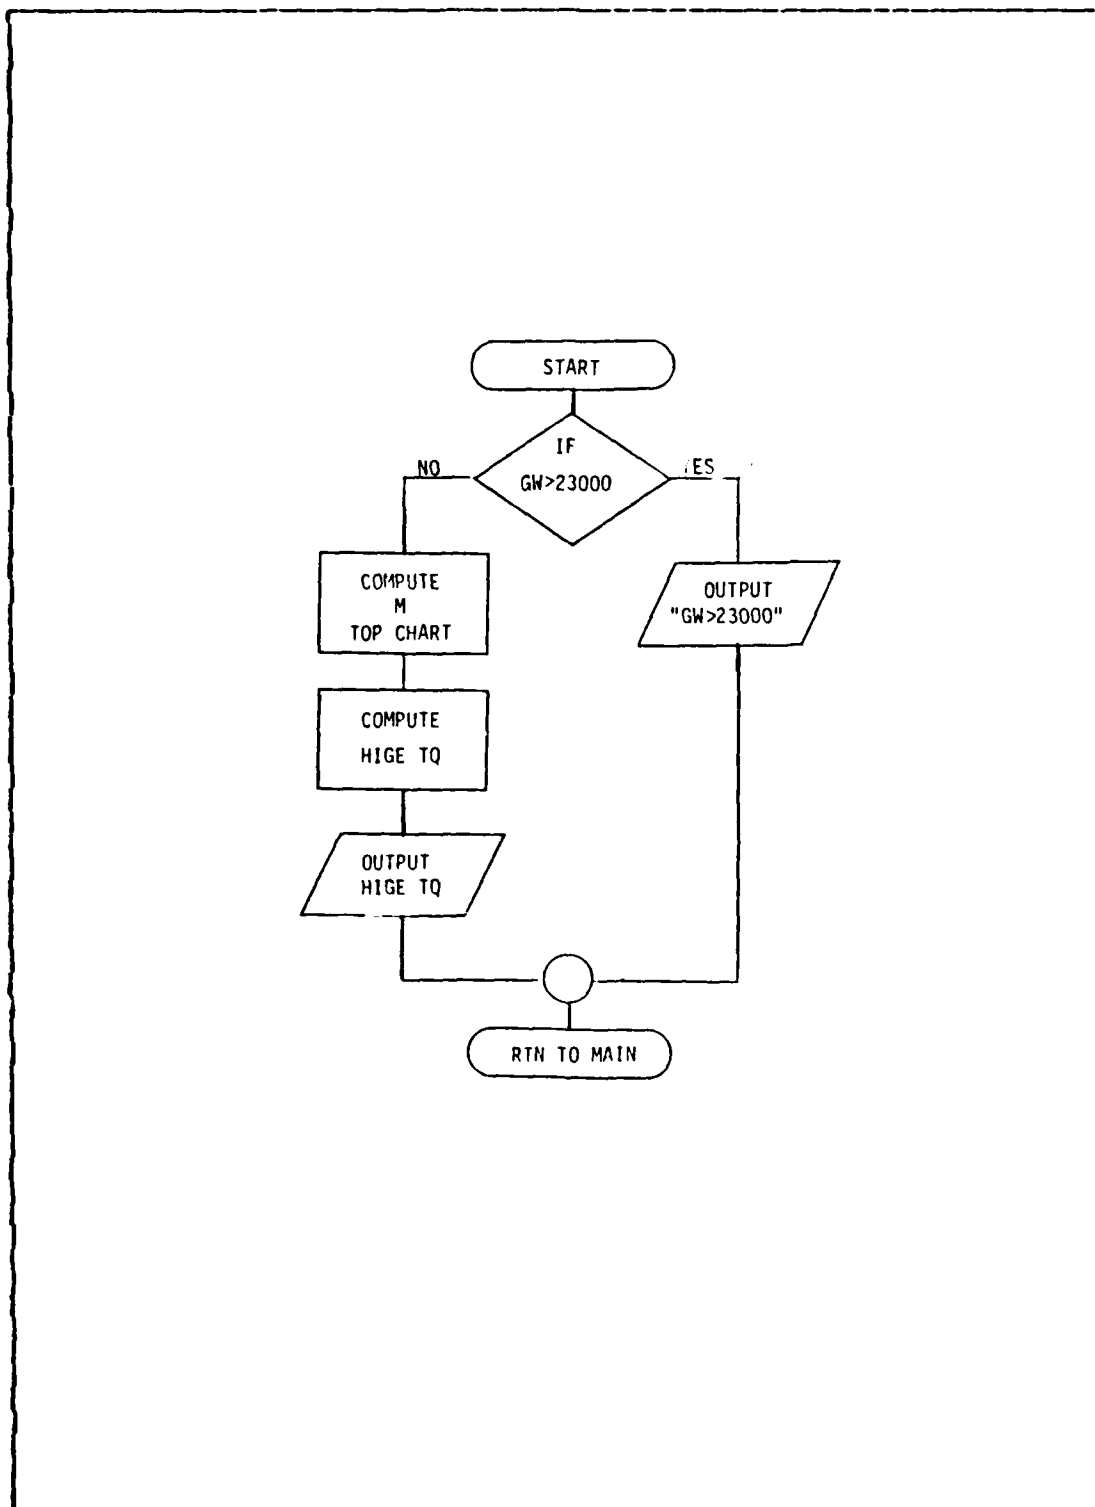 START
IF
GW>23000
NO
YES
COMPUTE
M
TOP CHART
OUTPUT
"GW>23000"
COMPUTE
HIGE TQ
OUTPUT
HIGE TQ
RTN TO MAIN